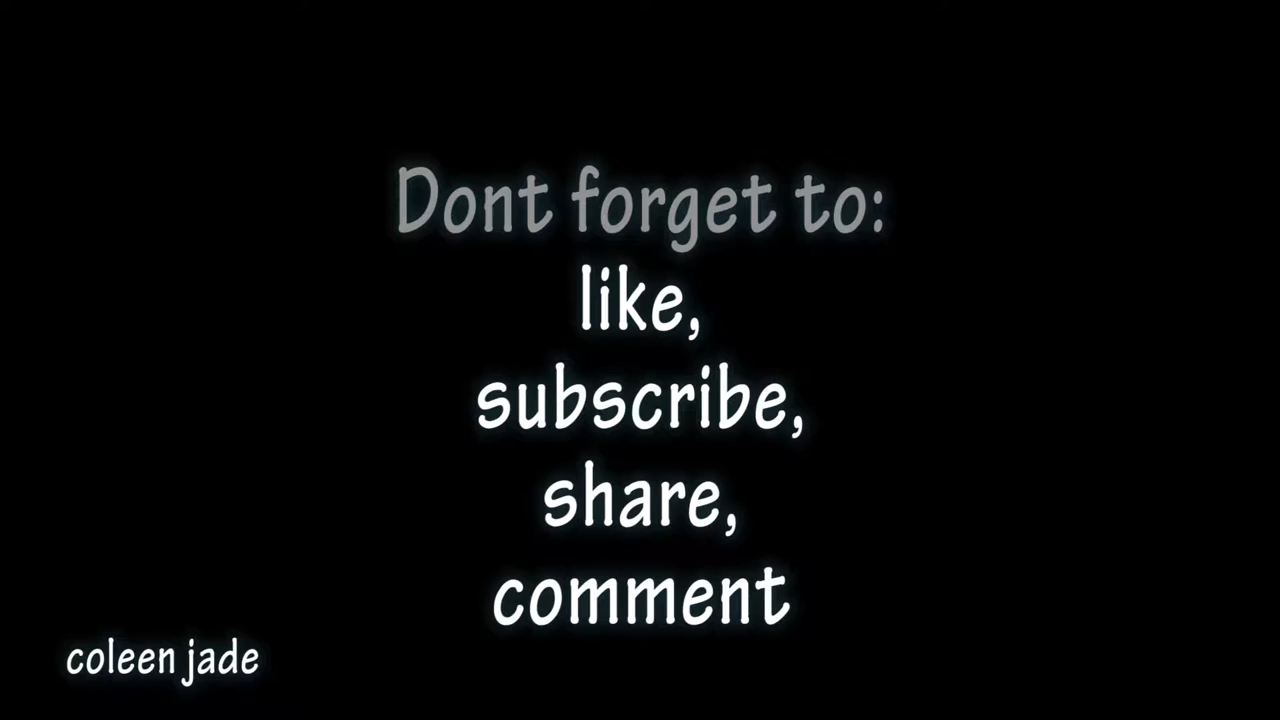 Dont forget to:
like,
subscribe,
share,
comment
coleen jade